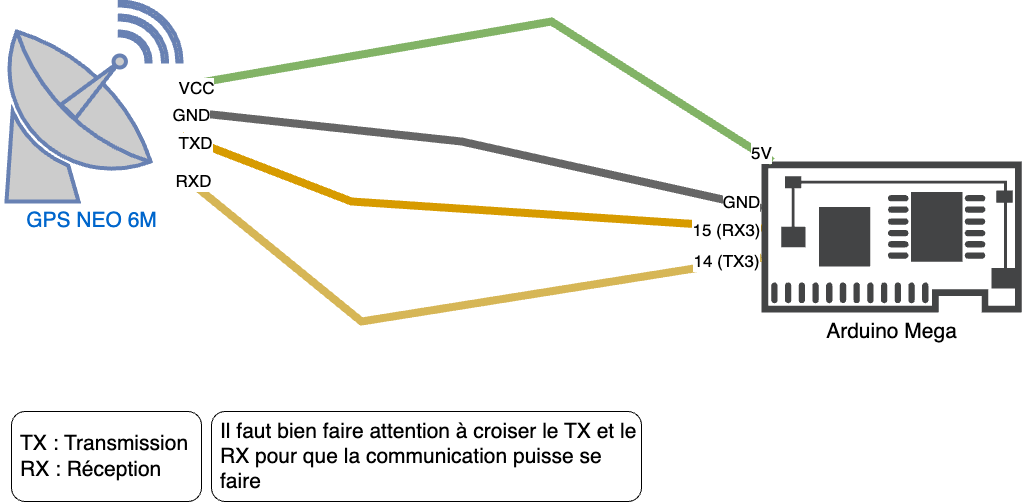 VCC
GND
TXD
RXD
GPS NEO 6M
5V
GND
15 (RX3)
14 (TX3)
Arduino Mega
TX : Transmission
RX : Réception
Il faut bien faire attention à croiser le TX et le
RX pour que la communication puisse se
faire